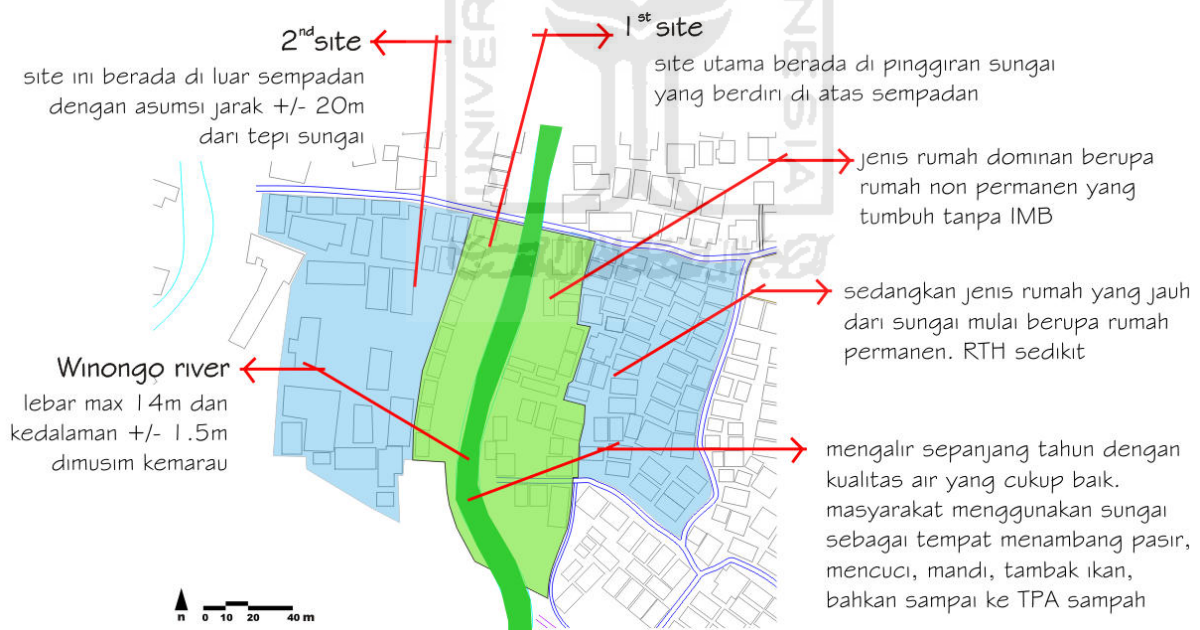 2nd site
site ini berada di luar sempadan
dengan asumsi jarak +/- 20m
dari tepi sungai
1st site
site utama berada di pinggiran sungai
yang berdiri di atas sempadan
jenis rumah dominan berupa
rumah non permanen yang
tumbuh tanpa IMB
sedangkan jenis rumah yang jauh
dari sungai mulai berupa rumah
permanen. RTH sedikit
Winongo river
lebar max 14m dan
kedalaman +/- 1.5m
dimusim kemarau
mengalir sepanjang tahun dengan
kualitas air yang cukup baik.
masyarakat menggunakan sungai
sebagai tempat menambang pasir,
mencuci, mandi, tambak ikan,
bahkan sampai ke TPA sampah
n 0 10 20 40 m
UNIVER
NESIA